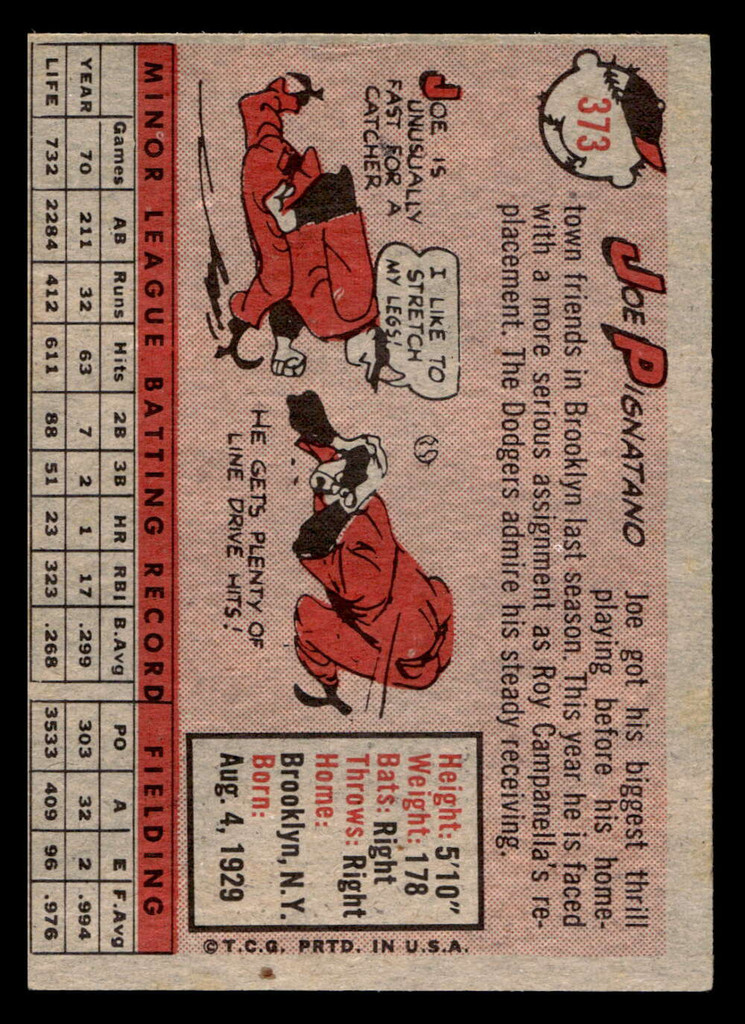 373
JOE PIGNATANO
Joe got his biggest thrill
playing before his home-
town friends in Brooklyn last season. This year he is faced
with a more serious assignment as Roy Campanella's re-
placement. The Dodgers admire his steady receiving.
JOE IS
UNUSUALLY
FAST FOR A
CATCHER
I LIKE TO
STRETCH
MY LEGS!
HE GETS PLENTY OF
LINE DRIVE HITS!
Height: 5'10"
Weight: 178
Bats: Right
Throws: Right
Home:
Brooklyn, N.Y.
Born:
Aug. 4, 1929
©T.C.G. PRTD. IN U.S.A.
MINOR LEAGUE BATTING RECORD FIELDING
Games AB Runs Hits 2B 3B HR RBI B.Avg PO A E F.Avg
YEAR 70 211 32 63 7 2 1 17 .299 303 32 2 .994
LIFE 732 2284 412 611 88 51 23 323 .268 3533 409 96 .976